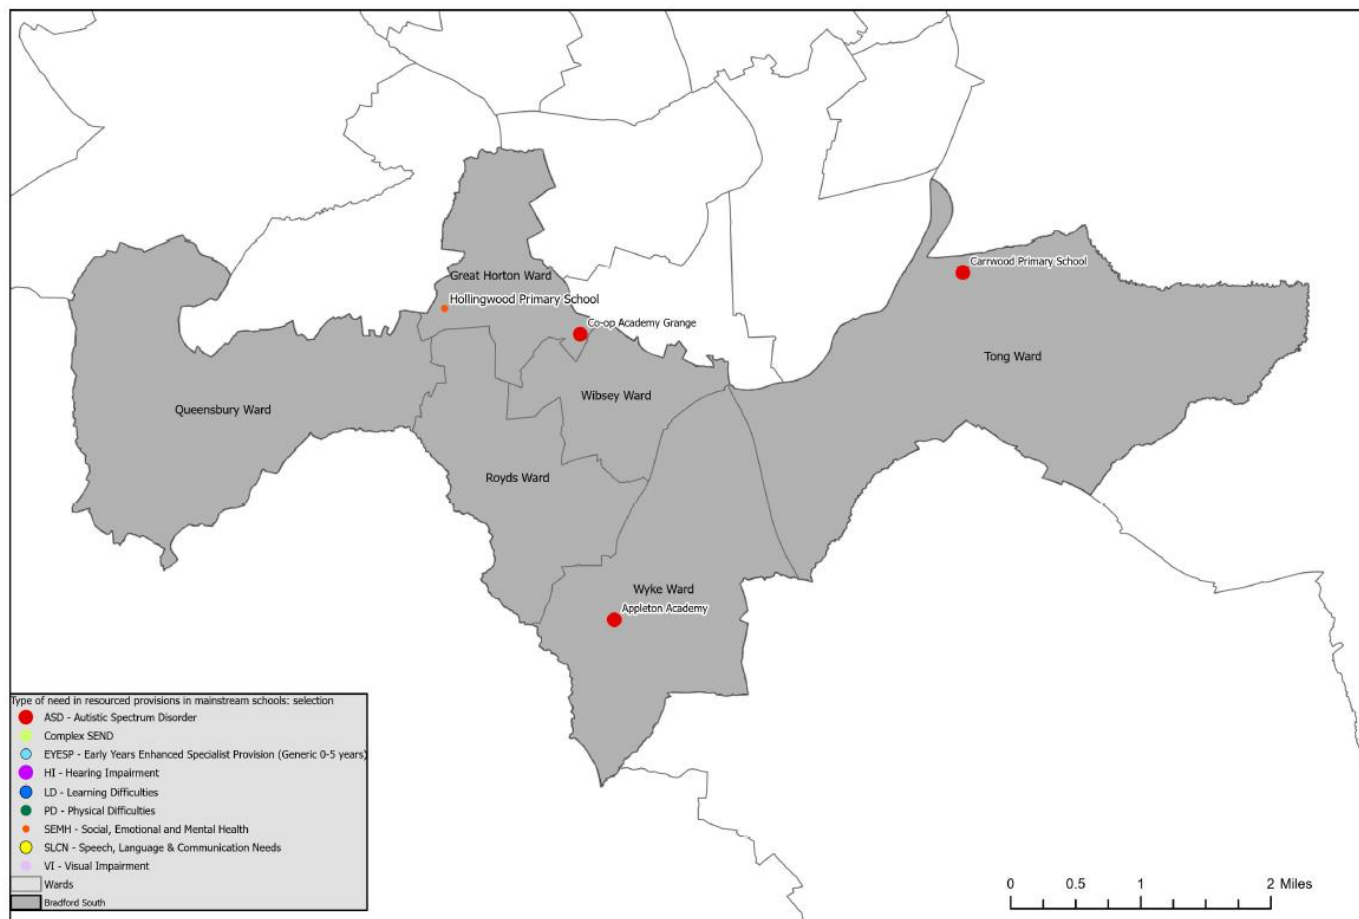 Great Horton Ward
Hollingwood Primary School
Co-op Academy Grange
Carrwood Primary School
Tong Ward
Wibsey Ward
Queensbury Ward
Royds Ward
Wyke Ward
Appleton Academy
Type of need in resourced provisions in mainstream schools: selection
ASD - Autistic Spectrum Disorder
Complex SEND
EYESP - Early Years Enhanced Specialist Provision (Generic 0-5 years)
HI - Hearing Impairment
LD - Learning Difficulties
PD - Physical Difficulties
SEMH - Social, Emotional and Mental Health
SLCN - Speech, Language & Communication Needs
VI - Visual Impairment
Wards
Bradford South
0 0.5 1 2 Miles